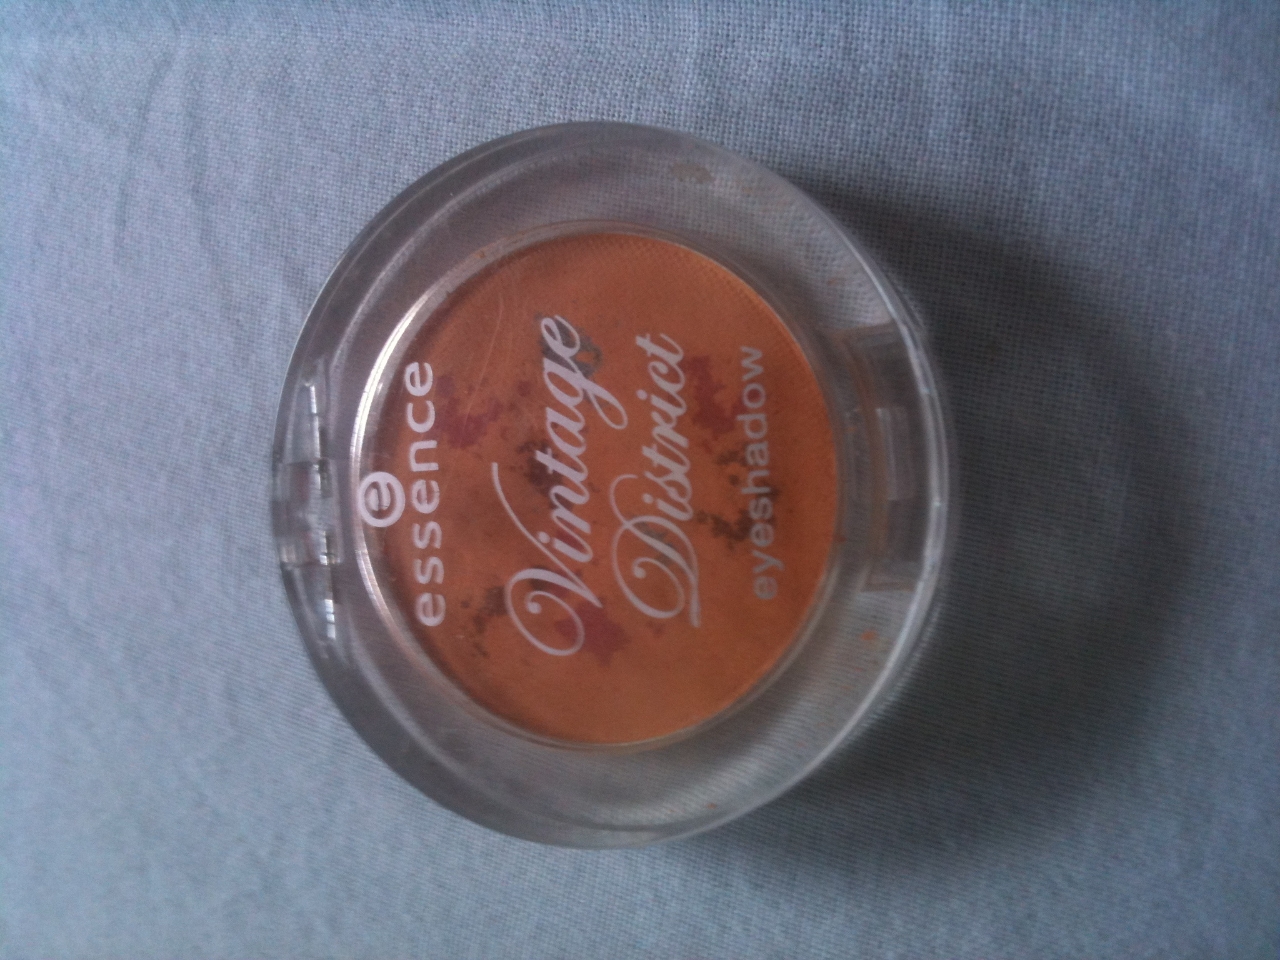 e
essence
Vintage
District
eyeshadow